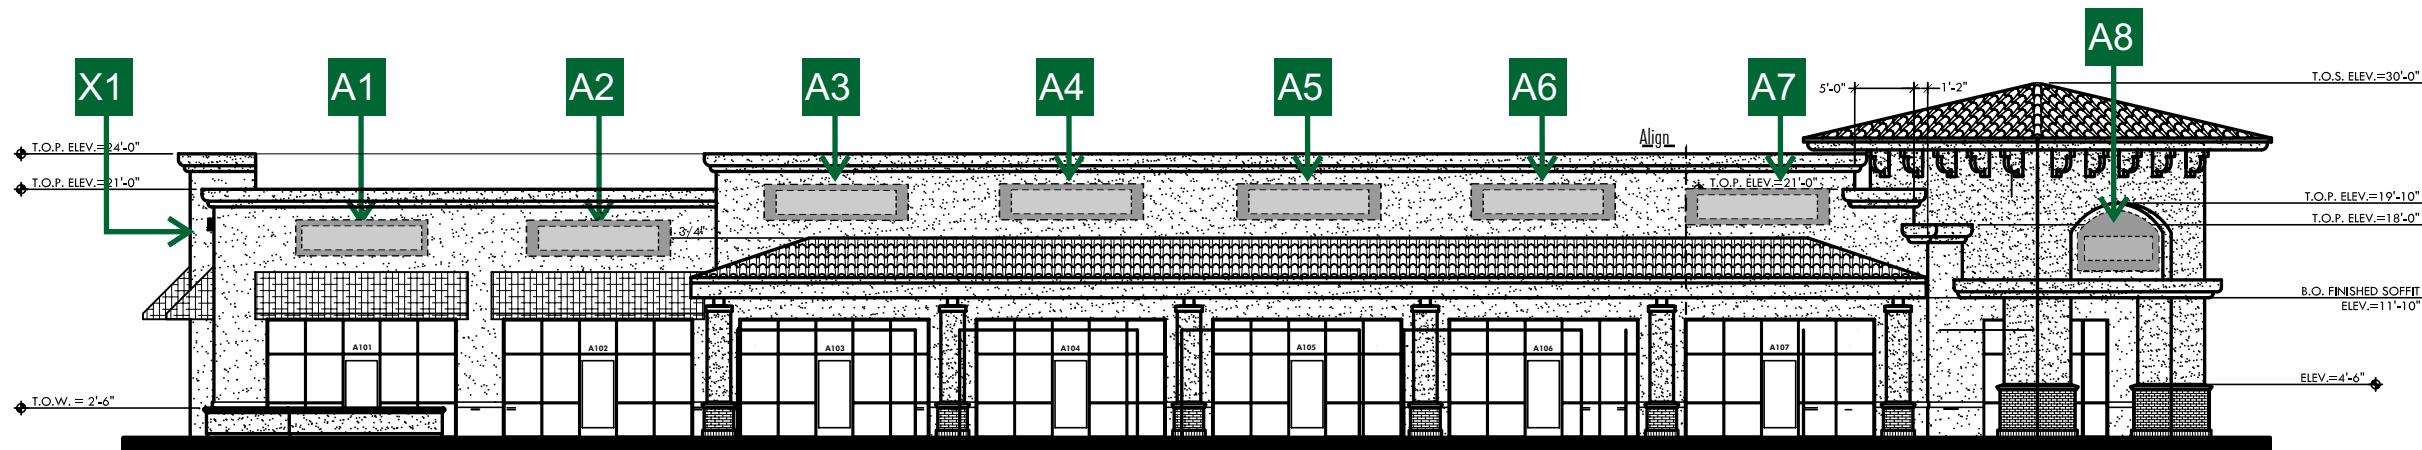 A8
X1
A1
A2
A3
A4
A5
A6
A7
T.O.S. ELEV.=30'-0"
5'-0"
1'-2"
Align
T.O.P. ELEV.=24'-0"
T.O.P. ELEV.=21'-0"
T.O.P. ELEV.=21'-0"
T.O.P. ELEV.=19'-10"
T.O.P. ELEV.=18'-0"
3/4"
B.O. FINISHED SOFFIT
ELEV.=11'-10"
A101
A102
A103
A104
A105
A106
A107
ELEV.=4'-6"
T.O.W. = 2'-6"